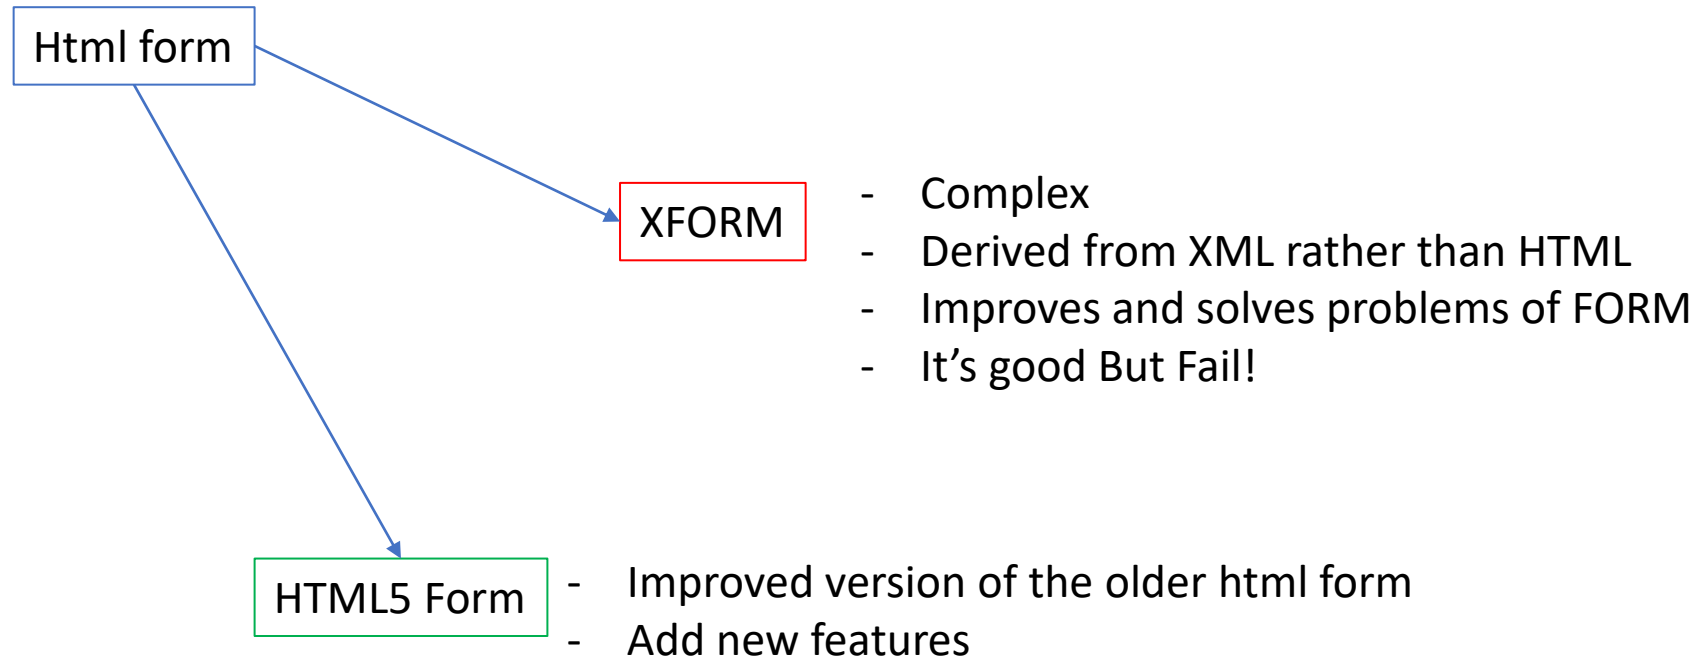 Html form
XFORM
- Complex
- Derived from XML rather than HTML
- Improves and solves problems of FORM
- It’s good But Fail!
HTML5 Form
- Improved version of the older html form
- Add new features